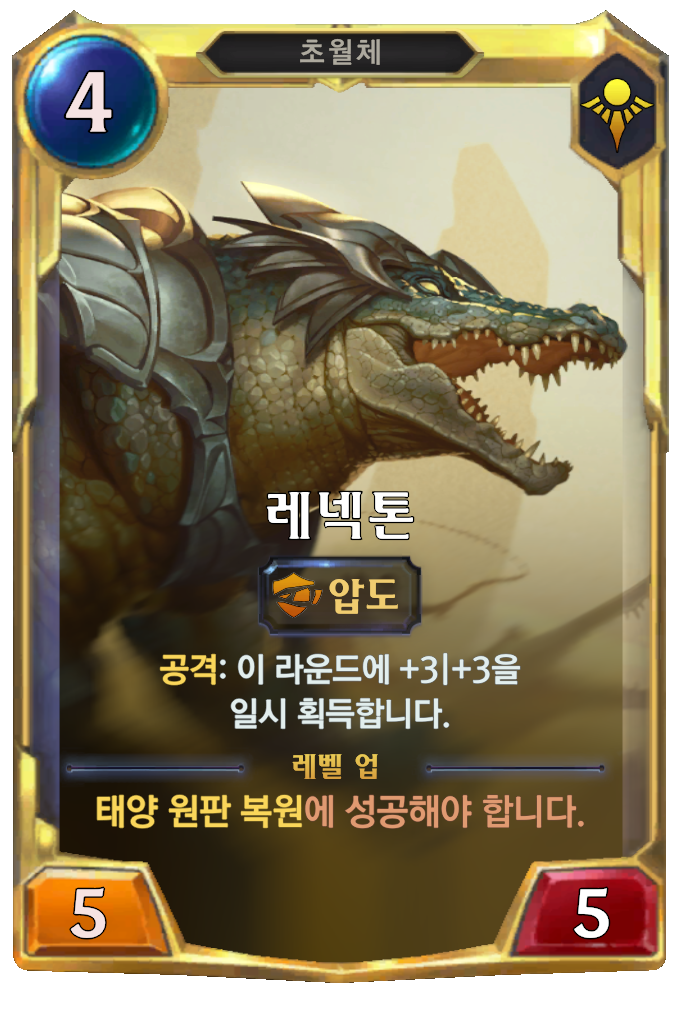 초월체
4
레넥톤
압도
공격: 이 라운드에 +3|+3을
일시 획득합니다.
레벨 업
태양 원판 복원에 성공해야 합니다.
5
5